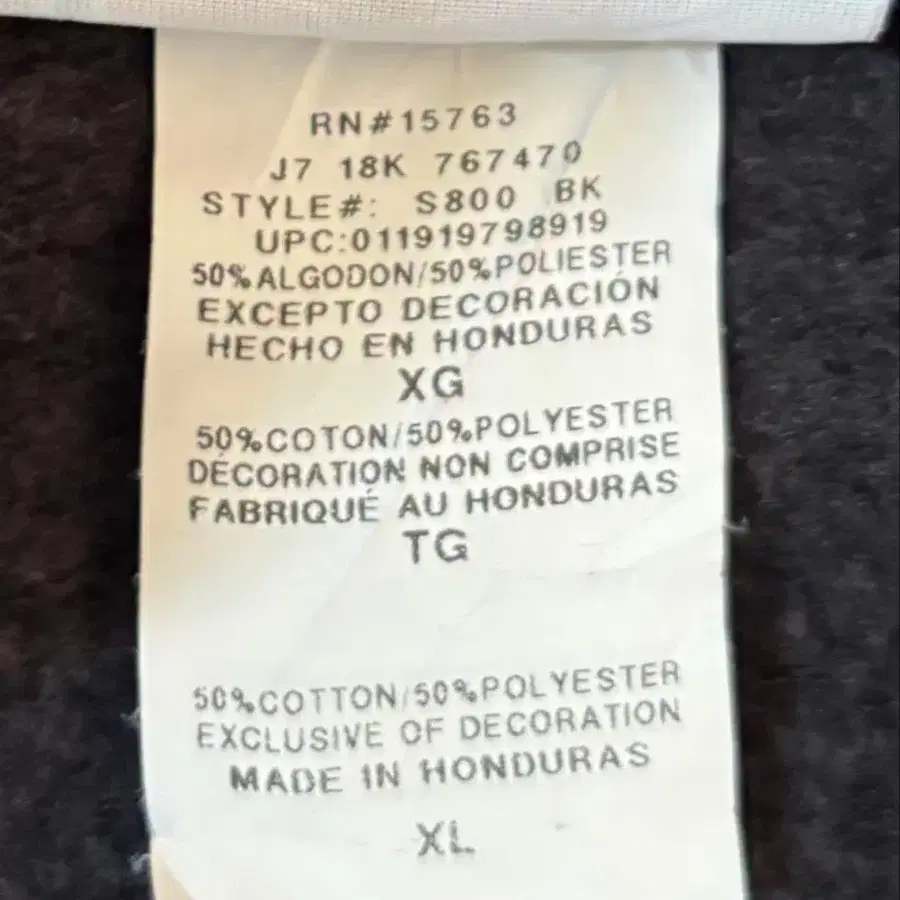 RN#15763
J7 18K 767470
STYLE#: S800 BK
UPC:011919798919
50%ALGODON/50%POLIESTER
EXCEPTO DECORACIÓN
HECHO EN HONDURAS
XG
50%COTON/50%POLYESTER
DÉCORATION NON COMPRISE
FABRIQUÉ AU HONDURAS
TG
50%COTTON/50%POLYESTER
EXCLUSIVE OF DECORATION
MADE IN HONDURAS
XL